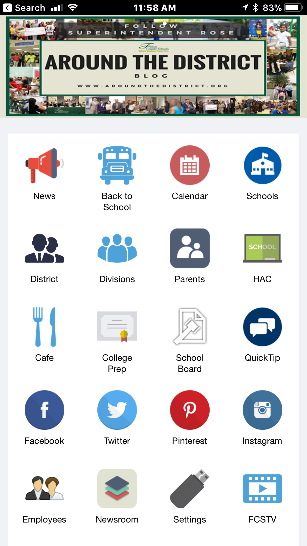 Search 11:58 AM 83%
FOLLOW
SUPERINTENDENT ROSE
AROUND THE DISTRICT
BLOG
WWW.AROUNDTHEDISTRICT.ORG
News Back to School Calendar Schools
District Divisions Parents SCHOOL HAC
Cafe College Prep School Board QuickTip
Facebook Twitter Pinterest Instagram
Employees Newsroom Settings FCSTV